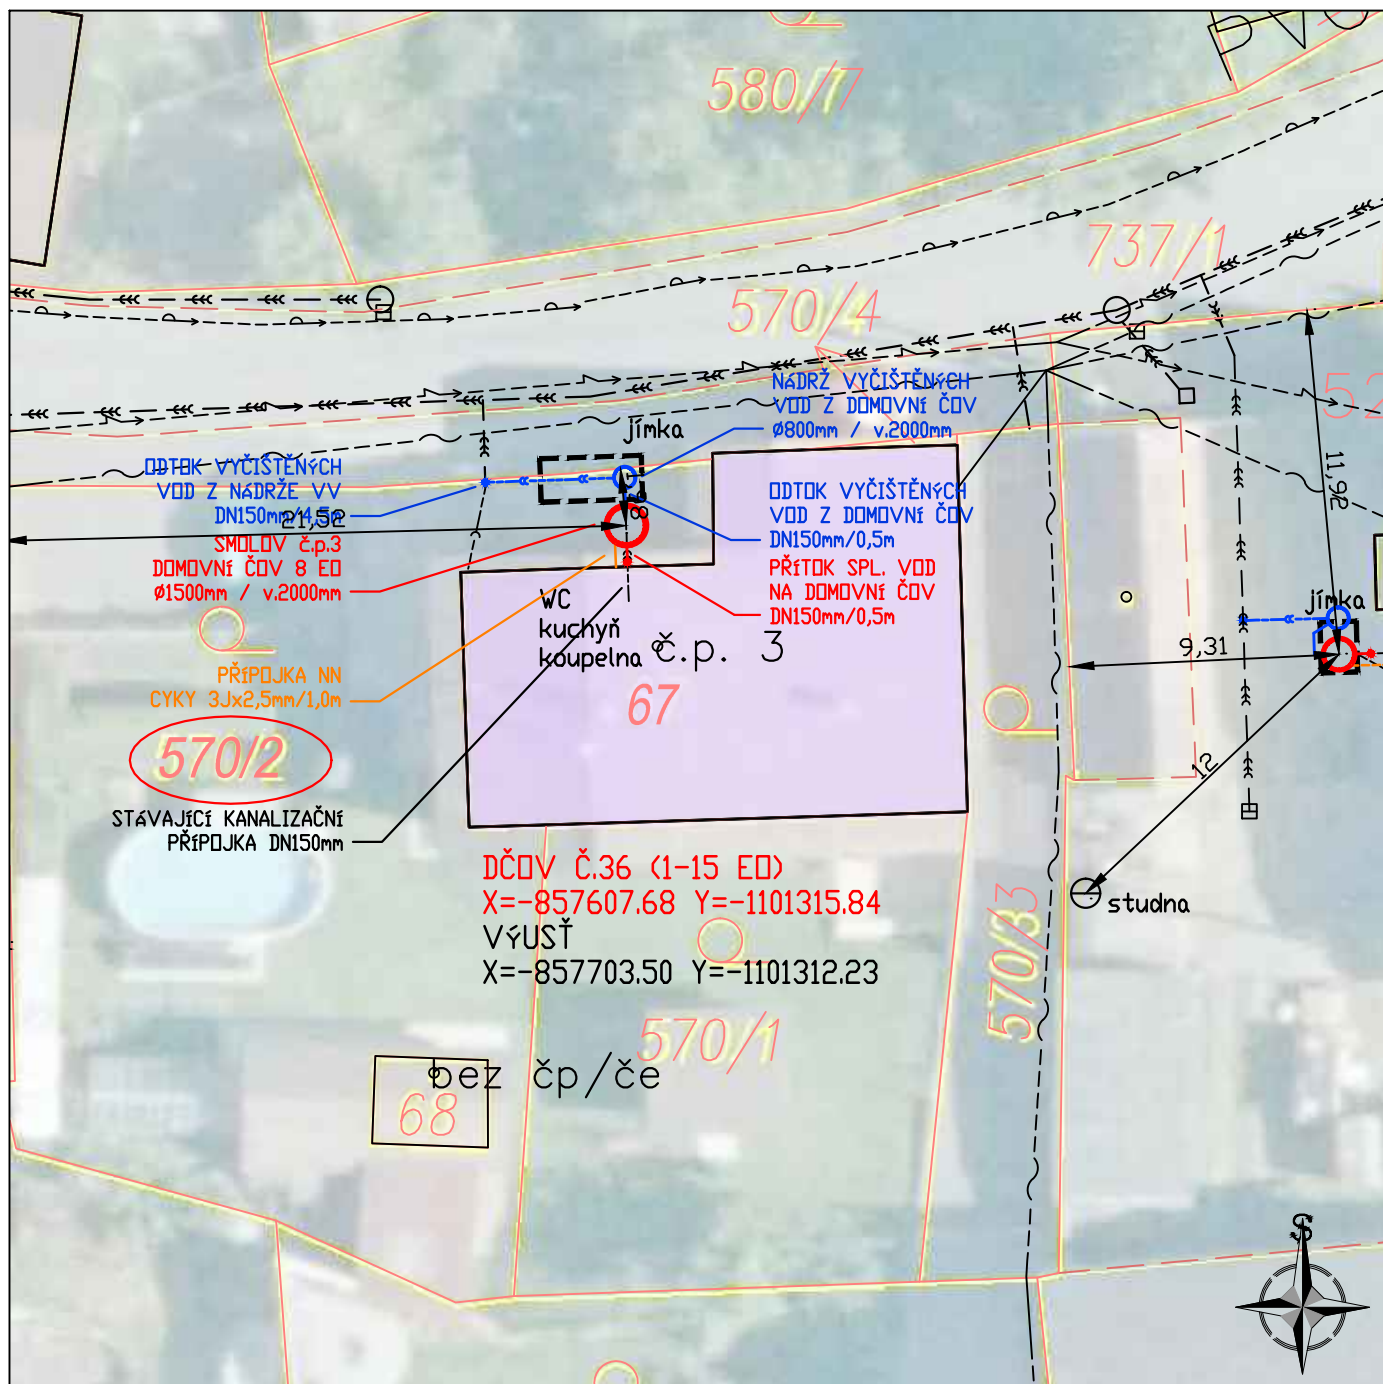 PVC
580/7
737/1
570/4
52
NÁDRŽ VYČIŠTĚNÝCH
VOD Z DOMOVNÍ ČOV
Ø800mm / v.2000mm
jímka
ODTOK VYČIŠTĚNÝCH
VOD Z NÁDRŽE VV
DN150mm/4,5m
21,52
ODTOK VYČIŠTĚNÝCH
VOD Z DOMOVNÍ ČOV
DN150mm/0,5m
11,92
SMOLOV č.p.3
DOMOVNÍ ČOV 8 EO
Ø1500mm / v.2000mm
PŘÍTOK SPL. VOD
NA DOMOVNÍ ČOV
DN150mm/0,5m
WC
kuchyň
koupelna
č.p. 3
jímka
9,31
PŘÍPOJKA NN
CYKY 3Jx2,5mm/1,0m
67
570/2
12
STÁVAJÍCÍ KANALIZAČNÍ
PŘÍPOJKA DN150mm
DČOV Č.36 (1-15 EO)
X=-857607.68 Y=-1101315.84
VÝUSŤ
X=-857703.50 Y=-1101312.23
studna
570/3
570/1
bez čp/če
68
S